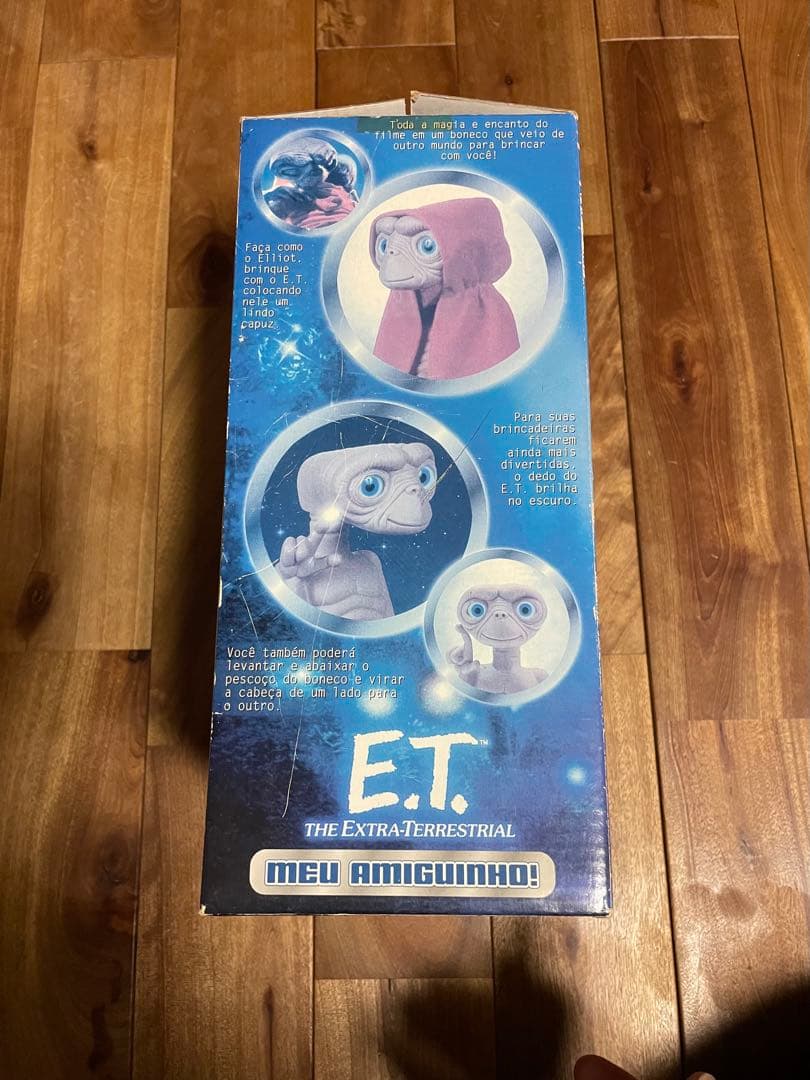 Toda a magia e encanto do
filme em um boneco que veio de
outro mundo para brincar
com você!
Faça como
o Elliot,
brinque
com o E.T.
colocando
nele um
lindo
capuz.
Para suas
brincadeiras
ficarem
ainda mais
divertidas,
o dedo do
E.T. brilha
no escuro.
Você também poderá
levantar e abaixar o
pescoço do boneco e virar
a cabeça de um lado para
o outro.
E.T.™
THE EXTRA-TERRESTRIAL
MEU AMIGUINHO!